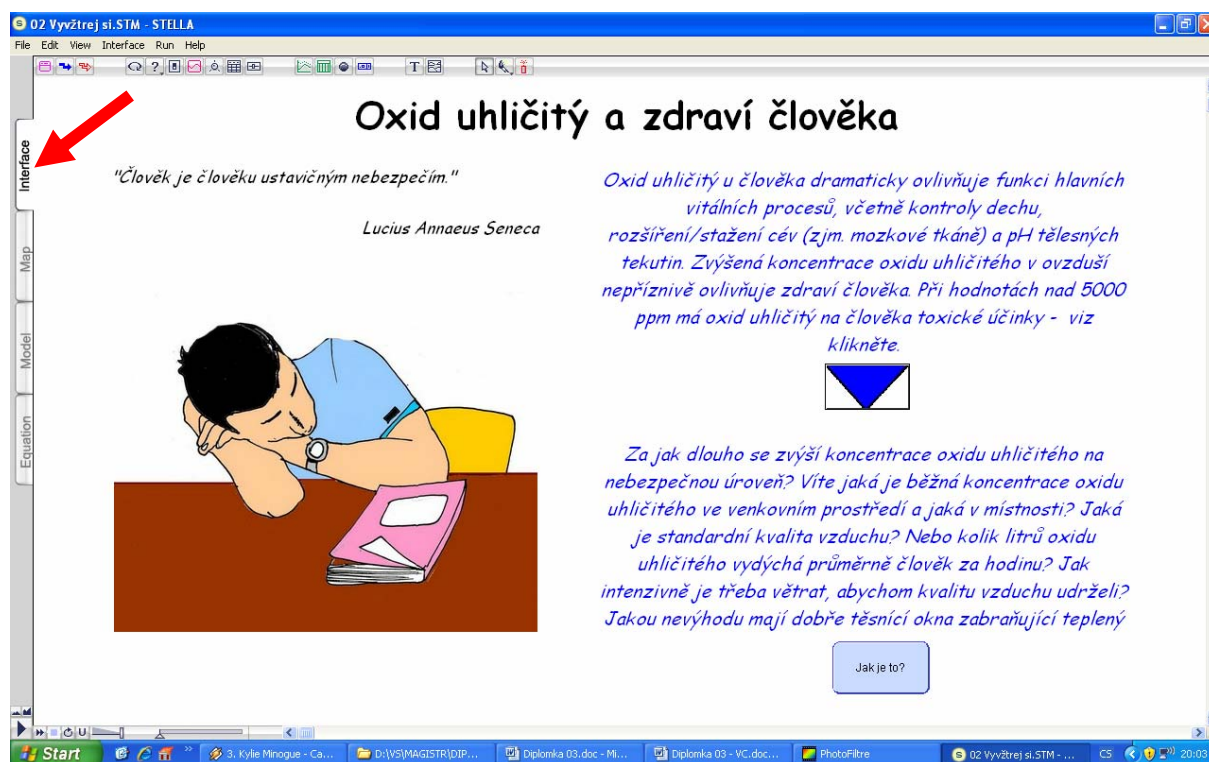 02 Vyvžtrej si.STM - STELLA
File Edit View Interface Run Help
Oxid uhličitý a zdraví člověka
Interface
Map
Model
Equation
"Člověk je člověku ustavičným nebezpečím."
Lucius Annaeus Seneca
Oxid uhličitý u člověka dramaticky ovlivňuje funkci hlavních
vitálních procesů, včetně kontroly dechu,
rozšíření/stažení cév (zjm. mozkové tkáně) a pH tělesných
tekutin. Zvýšená koncentrace oxidu uhličitého v ovzduší
nepříznivě ovlivňuje zdraví člověka. Při hodnotách nad 5000
ppm má oxid uhličitý na člověka toxické účinky - viz
klikněte.
Za jak dlouho se zvýší koncentrace oxidu uhličitého na
nebezpečnou úroveň? Víte jaká je běžná koncentrace oxidu
uhličitého ve venkovním prostředí a jaká v místnosti? Jaká
je standardní kvalita vzduchu? Nebo kolik litrů oxidu
uhličitého vydýchá průměrně člověk za hodinu? Jak
intenzivně je třeba větrat, abychom kvalitu vzduchu udrželi?
Jakou nevýhodu mají dobře těsnící okna zabraňující teplený
Jak je to?
Start
3. Kylie Minogue - Ca...
D:\VS\MAGISTR\DIP...
Diplomka 03.doc - Mi...
Diplomka 03 - VC.doc...
PhotoFiltre
02 Vyvžtrej si.STM - ...
CS
20:03